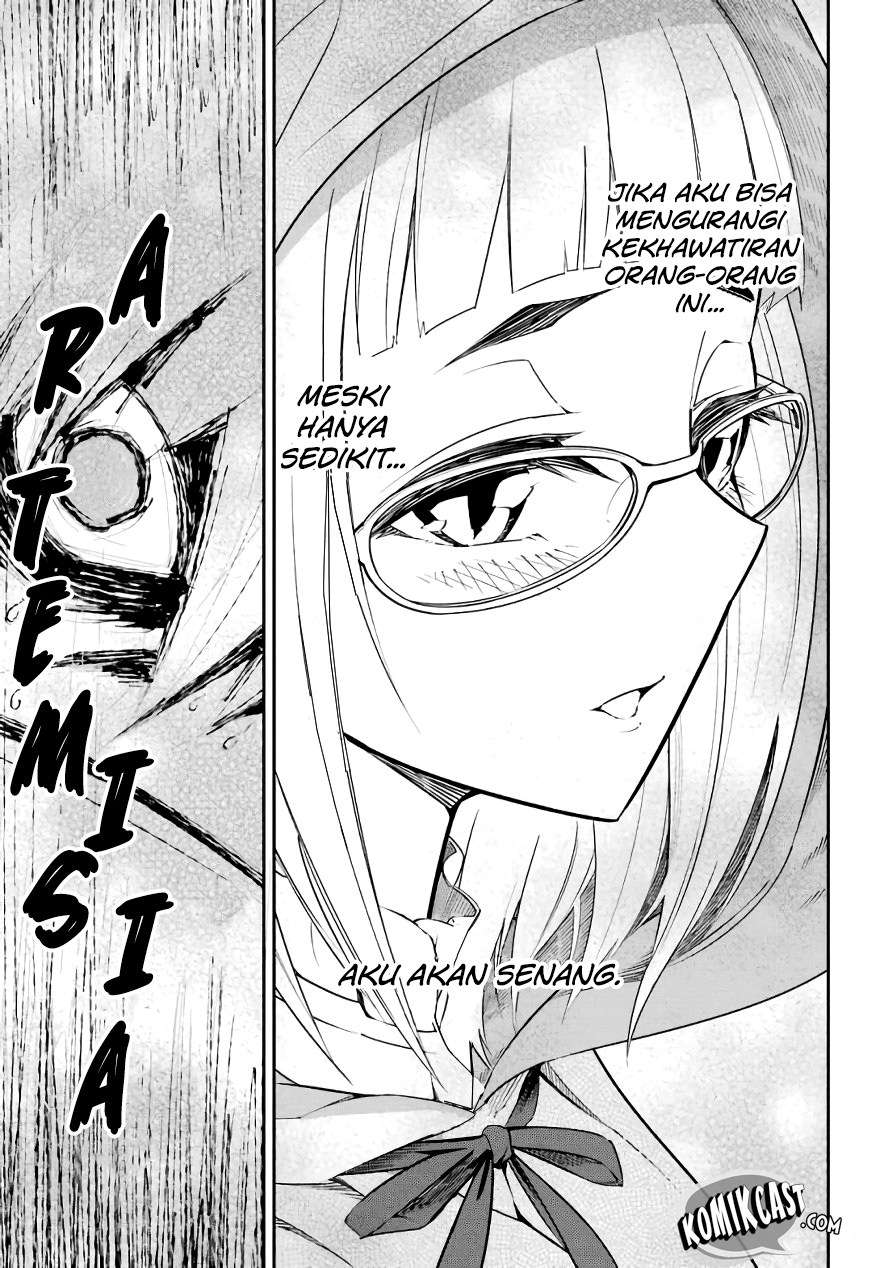 JIKA AKU BISA
MENGURANGI
KEKHAWATIRAN
ORANG-ORANG
INI...
MESKI
HANYA
SEDIKIT...
AKU AKAN SENANG.
ARTEMISIA
KOMIKCAST.COM